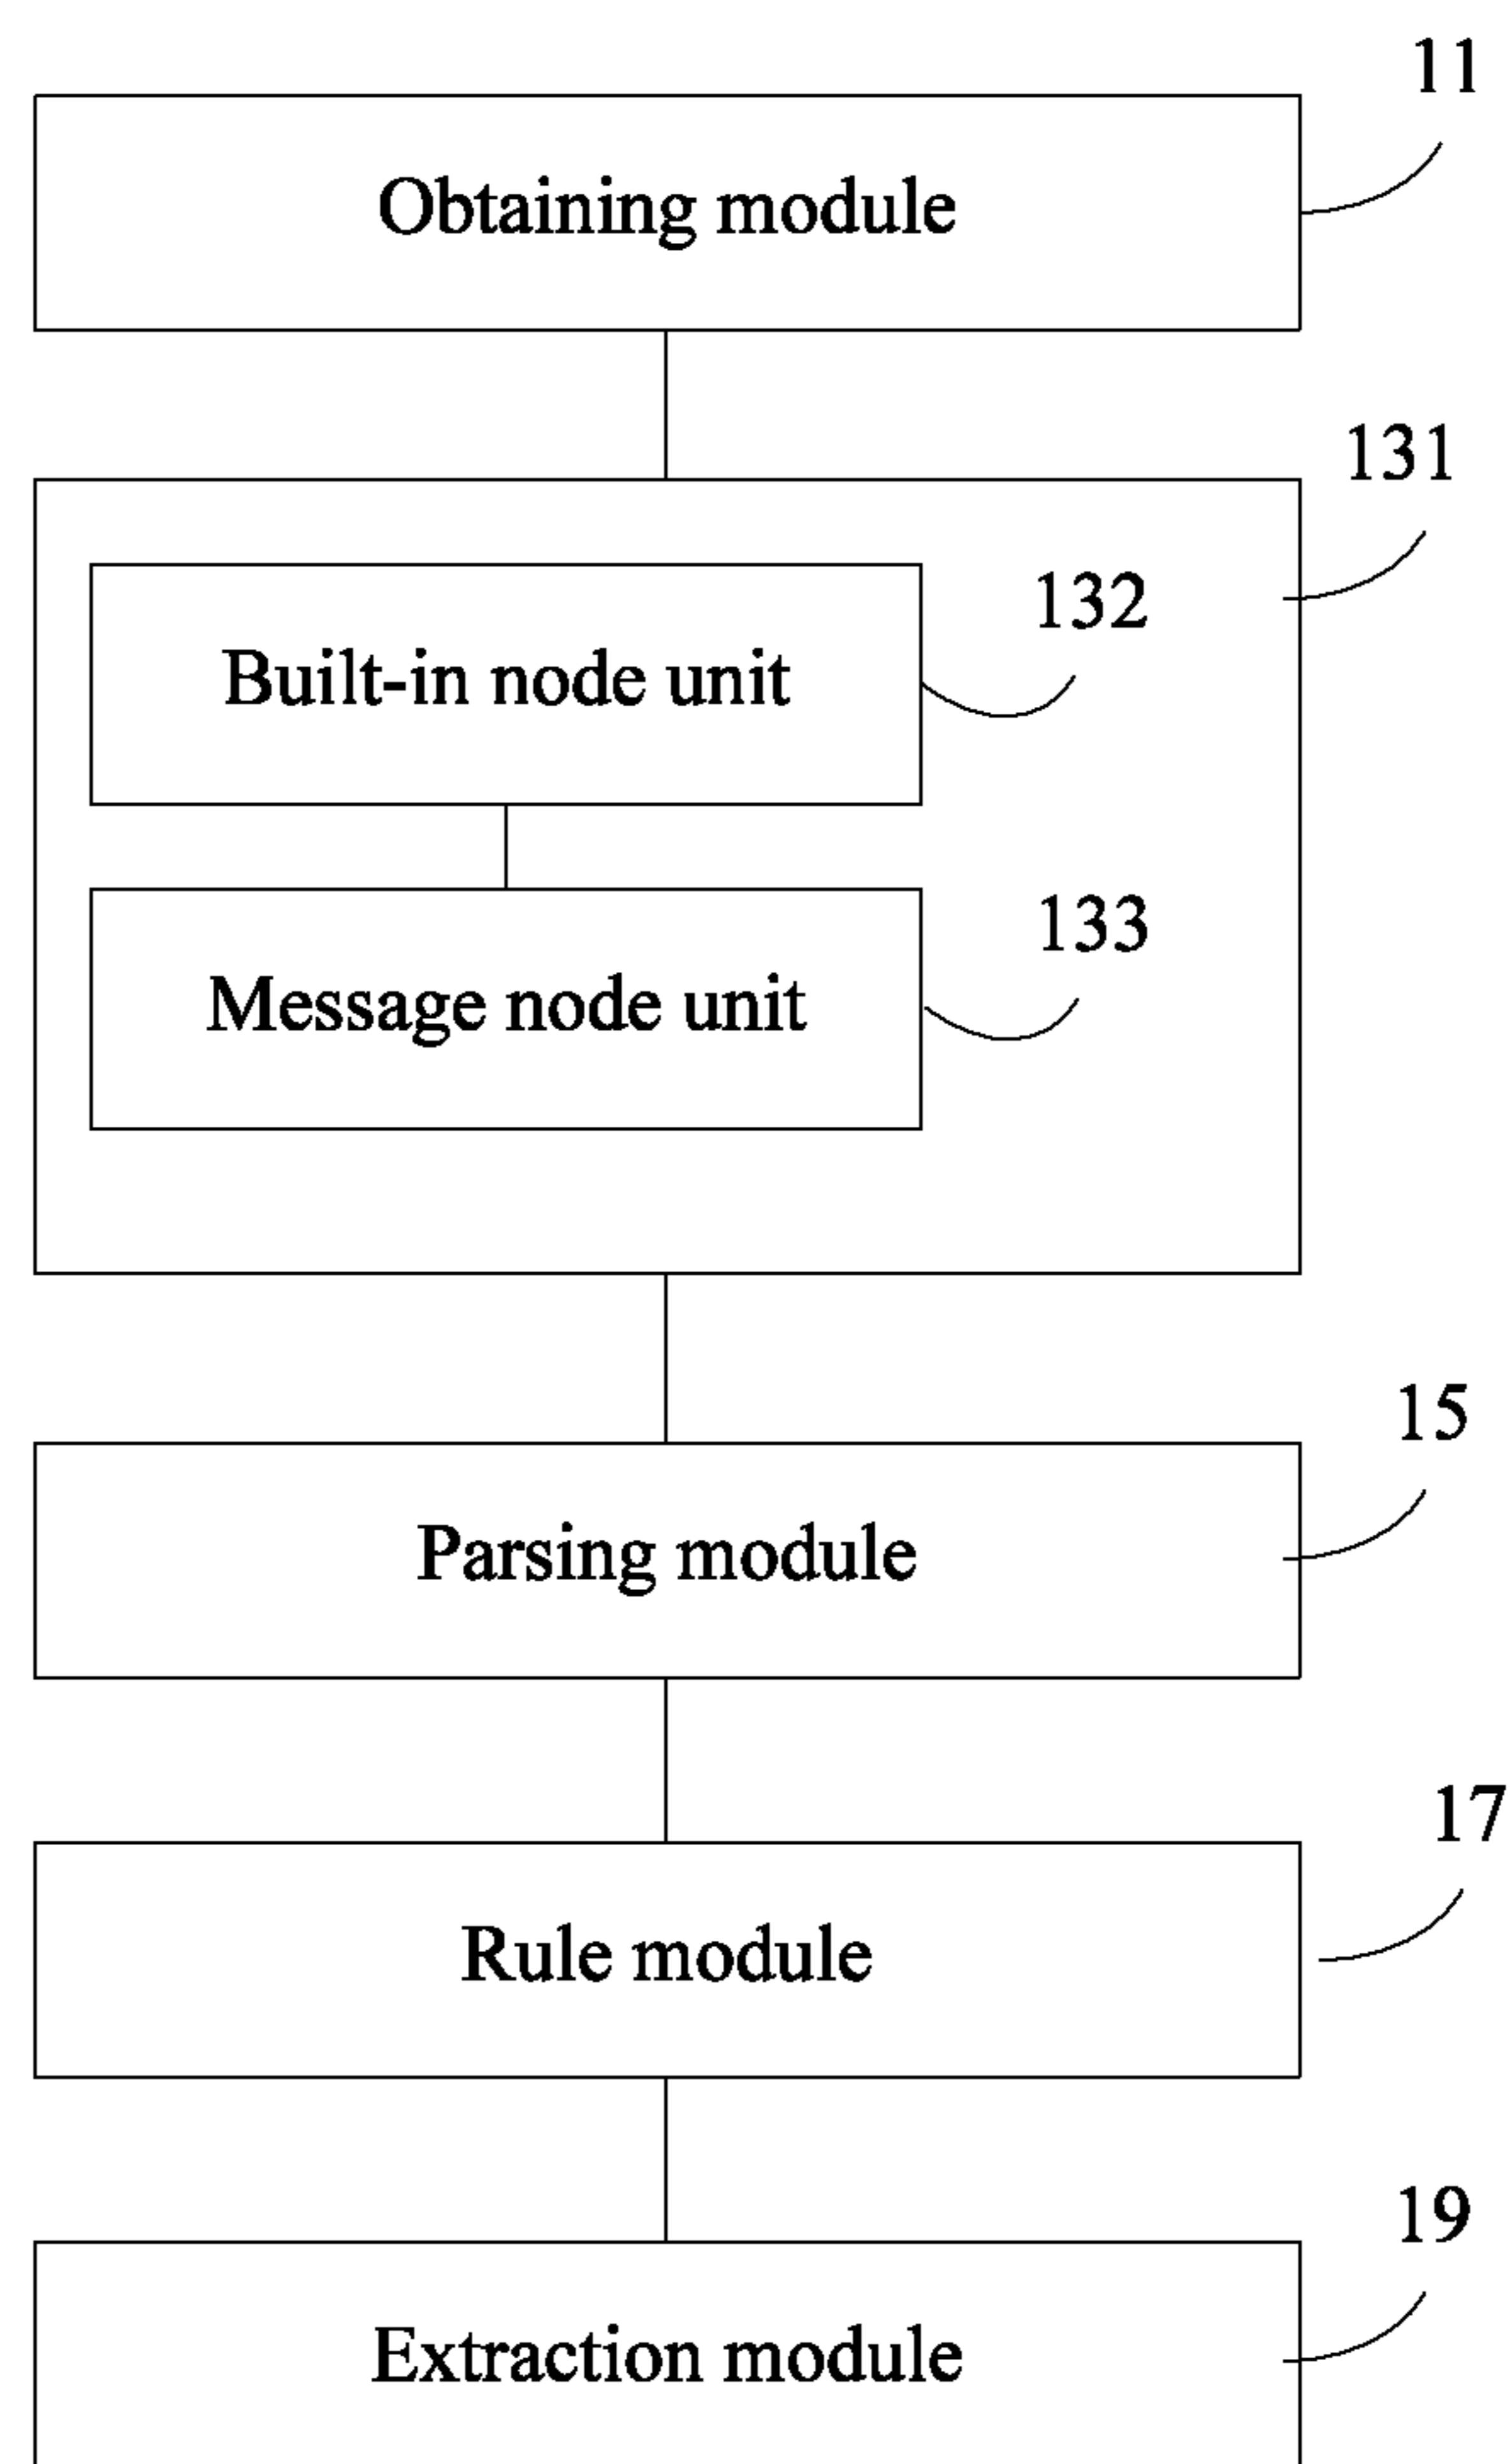 11
Obtaining module
131
132
Built-in node unit
133
Message node unit
15
Parsing module
17
Rule module
19
Extraction module